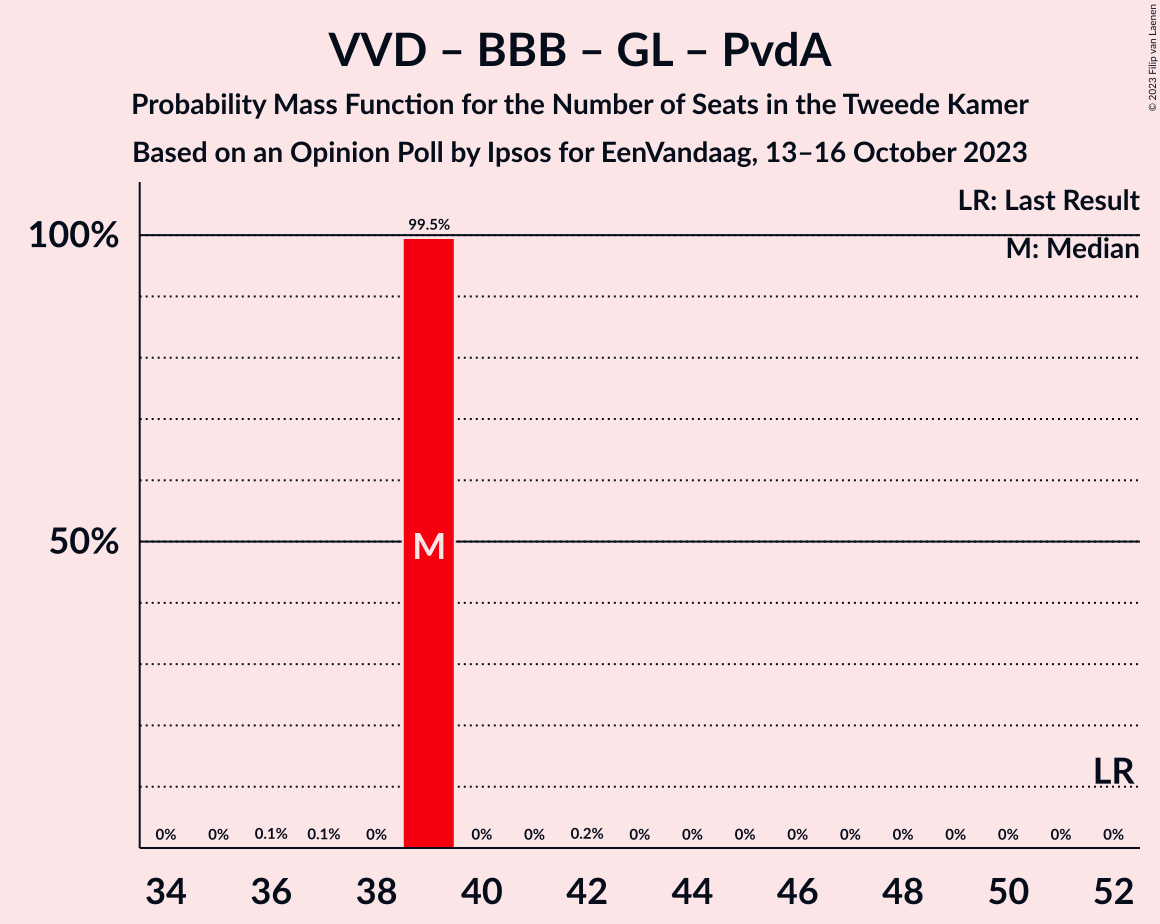 © 2023 Filip van Laenen
VVD – BBB – GL – PvdA
Probability Mass Function for the Number of Seats in the Tweede Kamer
Based on an Opinion Poll by Ipsos for EenVandaag, 13–16 October 2023
LR: Last Result
M: Median
100%
50%
99.5%
M
LR
0% 0% 0.1% 0.1% 0% 0% 0% 0.2% 0% 0% 0% 0% 0% 0% 0% 0% 0% 0%
34 36 38 40 42 44 46 48 50 52